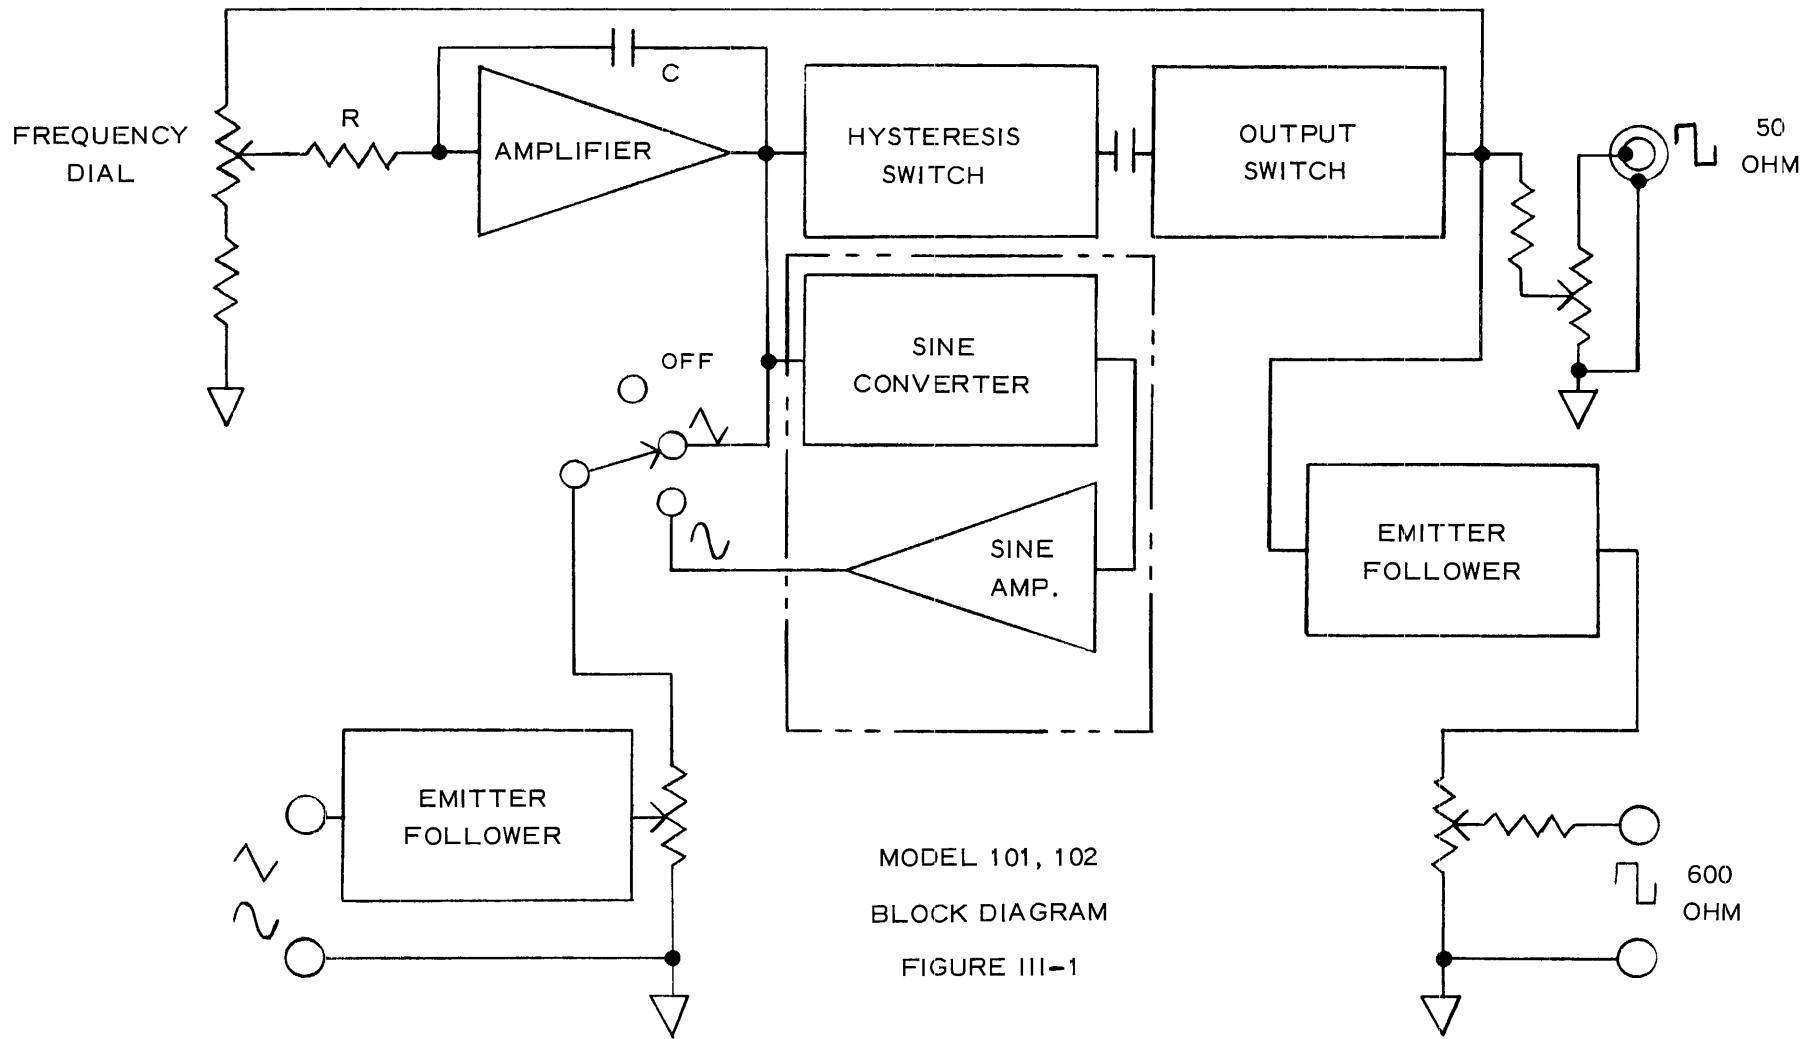 C
R
FREQUENCY
DIAL
AMPLIFIER
HYSTERESIS
SWITCH
OUTPUT
SWITCH
50
OHM
OFF
SINE
CONVERTER
SINE
AMP.
EMITTER
FOLLOWER
EMITTER
FOLLOWER
600
OHM
MODEL 101, 102
BLOCK DIAGRAM
FIGURE III-1